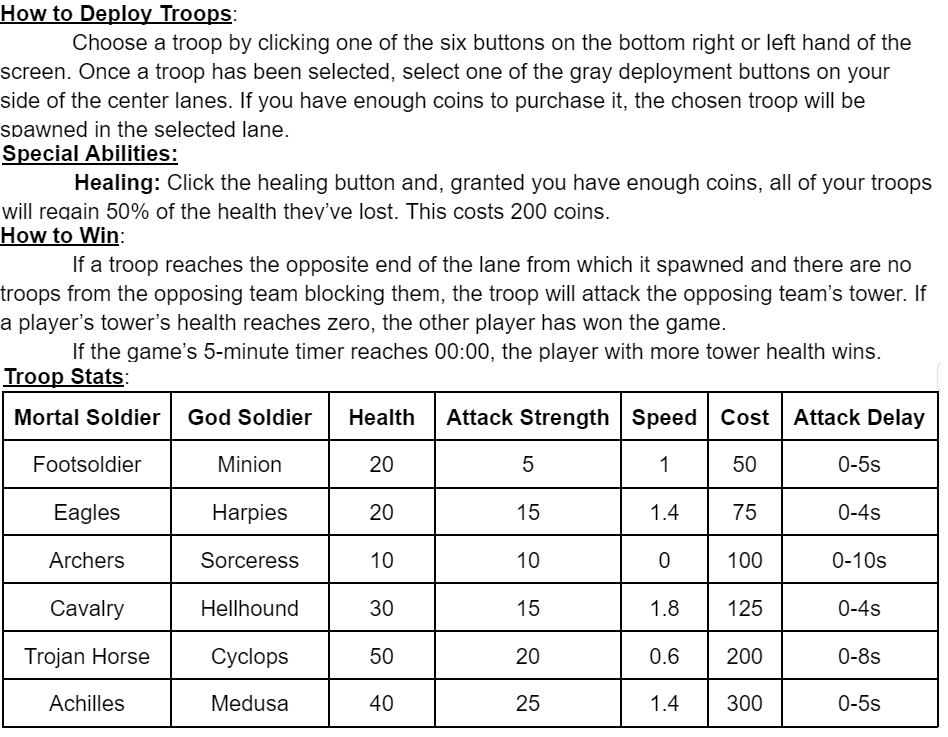 How to Deploy Troops:
Choose a troop by clicking one of the six buttons on the bottom right or left hand of the
screen. Once a troop has been selected, select one of the gray deployment buttons on your
side of the center lanes. If you have enough coins to purchase it, the chosen troop will be
spawned in the selected lane.
Special Abilities:
Healing: Click the healing button and, granted you have enough coins, all of your troops
will regain 50% of the health they've lost. This costs 200 coins.
How to Win:
If a troop reaches the opposite end of the lane from which it spawned and there are no
troops from the opposing team blocking them, the troop will attack the opposing team's tower. If
a player's tower's health reaches zero, the other player has won the game.
If the game's 5-minute timer reaches 00:00, the player with more tower health wins.
Troop Stats:
Mortal Soldier God Soldier Health Attack Strength Speed Cost Attack Delay
Footsoldier Minion 20 5 1 50 0-5s
Eagles Harpies 20 15 1.4 75 0-4s
Archers Sorceress 10 10 0 100 0-10s
Cavalry Hellhound 30 15 1.8 125 0-4s
Trojan Horse Cyclops 50 20 0.6 200 0-8s
Achilles Medusa 40 25 1.4 300 0-5s